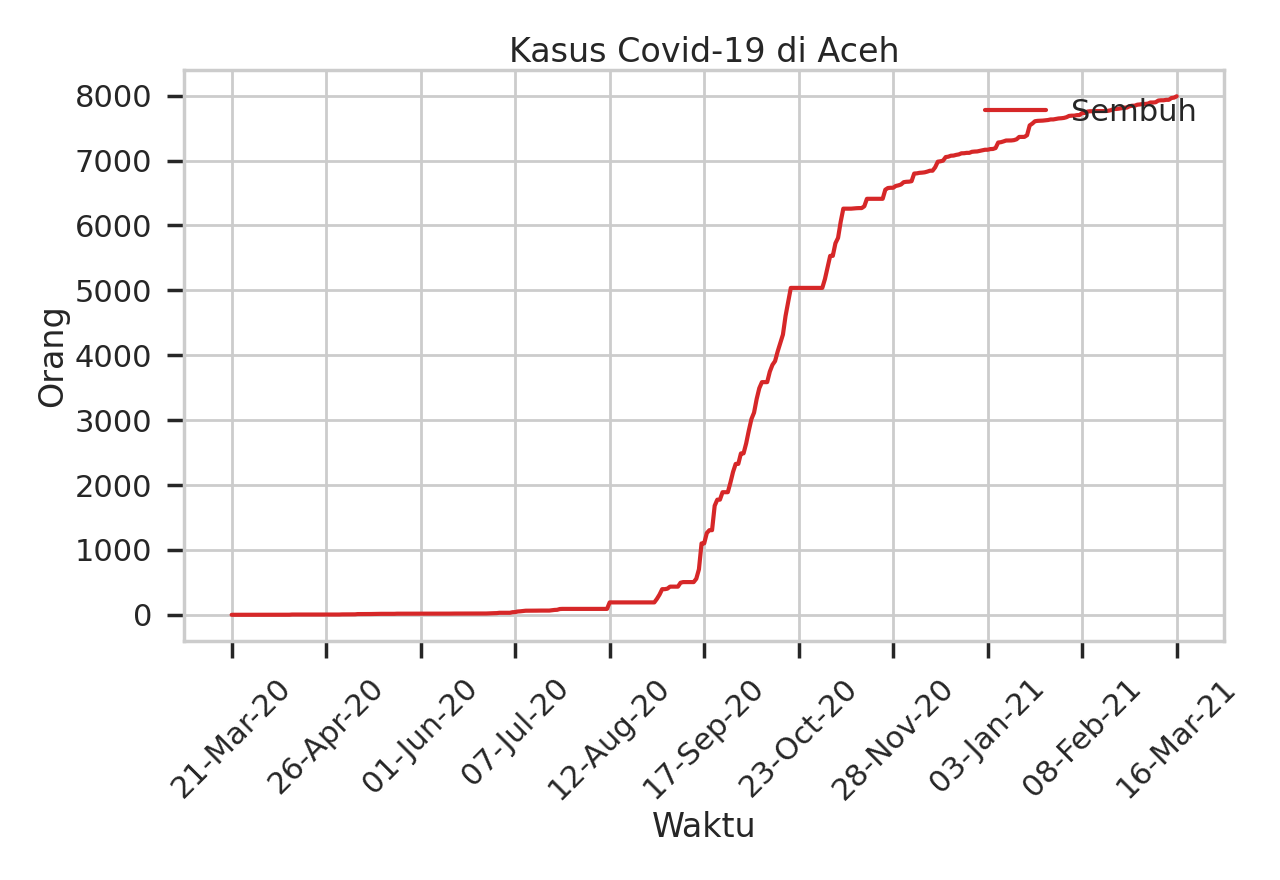 Kasus Covid-19 di Aceh
Sembuh
Orang
8000
7000
6000
5000
4000
3000
2000
1000
0
21-Mar-20
26-Apr-20
01-Jun-20
07-Jul-20
12-Aug-20
17-Sep-20
23-Oct-20
28-Nov-20
03-Jan-21
08-Feb-21
16-Mar-21
Waktu